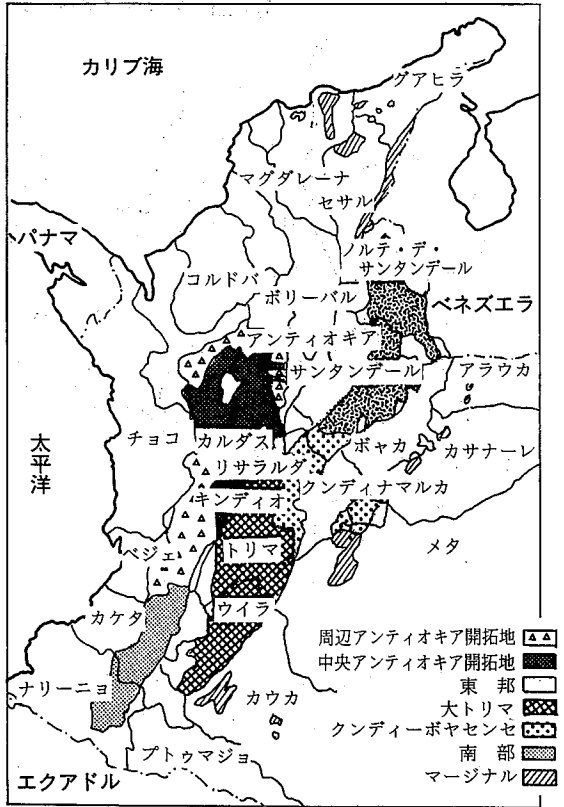 カリブ海
グアヒラ
マグダレーナ
セサル
パナマ
ノルテ・デ・
サンタンデール
コルドバ
ボリーバル
ベネズエラ
アンティオキア
サンタンデール
アラウカ
太平洋
チョコ
カルダス
ボヤカ
カサナーレ
リサラルダ
キンディオ
クンディナマルカ
ベジェ
トリマ
メタ
カケタ
ウイラ
ナリーニョ
カウカ
プトゥマジョ
エクアドル
周辺アンティオキア開拓地
中央アンティオキア開拓地
東邦
大トリマ
クンディーボヤセンセ
南部
マージナル